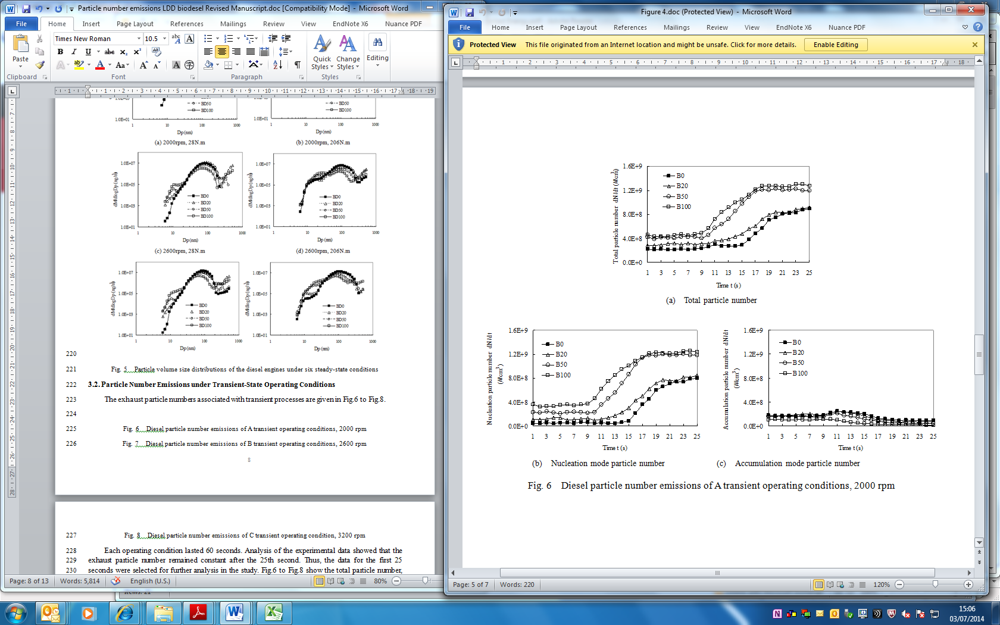 Particle number emissions LDD biodesel Revised Manuscript.doc [Compatibility Mode] - Microsoft Word
File Home Insert Page Layout References Mailings Review View EndNote X6 Nuance PDF
Times New Roman 10.5
Paste
Quick Styles
Change Styles
Editing
Clipboard Font Paragraph Styles
BD50
BD100
1.0E+01
1 10 100 1000
Dp(nm)
(a) 2000rpm, 28N.m
BD50
BD100
1.0E+01
1 10 100 1000
Dp(nm)
(b) 2000rpm, 206N.m
1.0E+07
1.0E+05
1.0E+03
1.0E+01
BD0
BD20
BD50
BD100
1 10 100 1000
Dp(nm)
(c) 2600rpm, 28N.m
1.0E+07
1.0E+05
1.0E+03
1.0E+01
BD0
BD20
BD50
BD100
1 10 100 1000
Dp(nm)
(d) 2600rpm, 206N.m
1.0E+07
1.0E+05
1.0E+03
1.0E+01
BD0
BD20
BD50
BD100
1 10 100 1000
Dp(nm)
1.0E+07
1.0E+05
1.0E+03
1.0E+01
BD0
BD20
BD50
BD100
1 10 100 1000
Dp(nm)
220
221 Fig. 5 Particle volume size distributions of the diesel engines under six steady-state conditions
222 3.2. Particle Number Emissions under Transient-State Operating Conditions
223 The exhaust particle numbers associated with transient processes are given in Fig.6 to Fig.8.
224
225 Fig. 6 Diesel particle number emissions of A transient operating conditions, 2000 rpm
226 Fig. 7 Diesel particle number emissions of B transient operating conditions, 2600 rpm
8
227 Fig. 8 Diesel particle number emissions of C transient operating condition, 3200 rpm
228 Each operating condition lasted 60 seconds. Analysis of the experimental data showed that the
229 exhaust particle number remained constant after the 25th second. Thus, the data for the first 25
230 seconds were selected for further analysis in the study. Fig.6 to Fig.8 show the total particle number,
Page: 8 of 13 Words: 5,814 English (U.S.) 80%
Figure 4.doc (Protected View) - Microsoft Word
File Home Insert Page Layout References Mailings Review View EndNote X6 Nuance PDF
Protected View This file originated from an Internet location and might be unsafe. Click for more details. Enable Editing
Total particle number dN/dt (#/cm³)
1.6E+9
1.2E+9
8.0E+8
4.0E+8
0.0E+0
B0
B20
B50
B100
1 3 5 7 9 11 13 15 17 19 21 23 25
Time t (s)
(a) Total particle number
Nucleation particle number dN/dt (#/cm³)
1.6E+9
1.2E+9
8.0E+8
4.0E+8
0.0E+0
B0
B20
B50
B100
1 3 5 7 9 11 13 15 17 19 21 23 25
Time t (s)
(b) Nucleation mode particle number
Accumulation particle number dN/dt (#/cm³)
1.6E+9
1.2E+9
8.0E+8
4.0E+8
0.0E+0
B0
B20
B50
B100
1 3 5 7 9 11 13 15 17 19 21 23 25
Time t (s)
(c) Accumulation mode particle number
Fig. 6 Diesel particle number emissions of A transient operating conditions, 2000 rpm
Page: 5 of 7 Words: 220 120%
15:06
03/07/2014